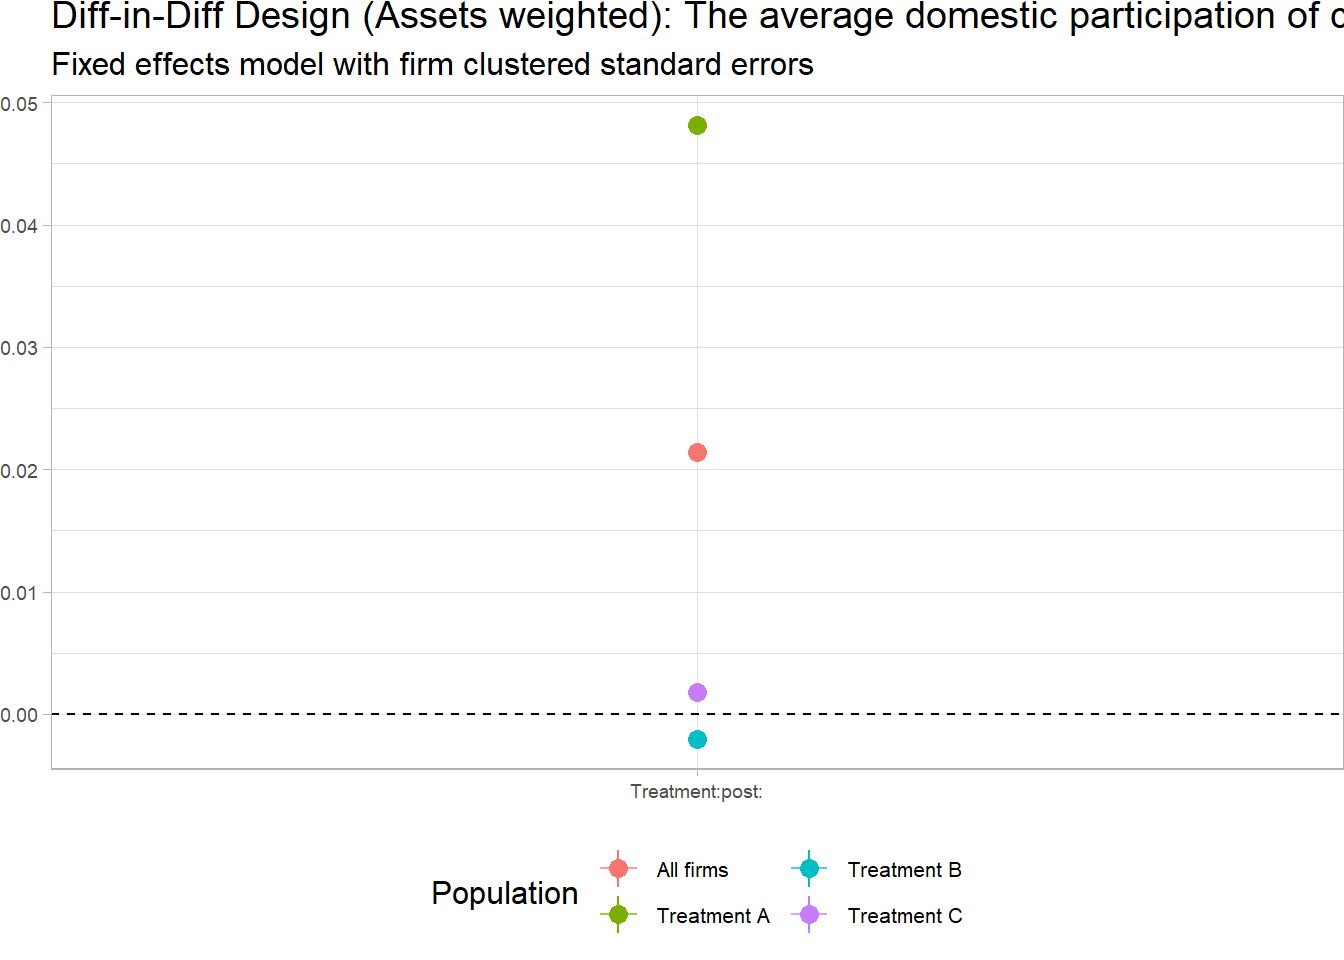 Diff-in-Diff Design (Assets weighted): The average domestic participation of
Fixed effects model with firm clustered standard errors
0.05
0.04
0.03
0.02
0.01
0.00
Treatment:post:
Population
All firms
Treatment B
Treatment A
Treatment C